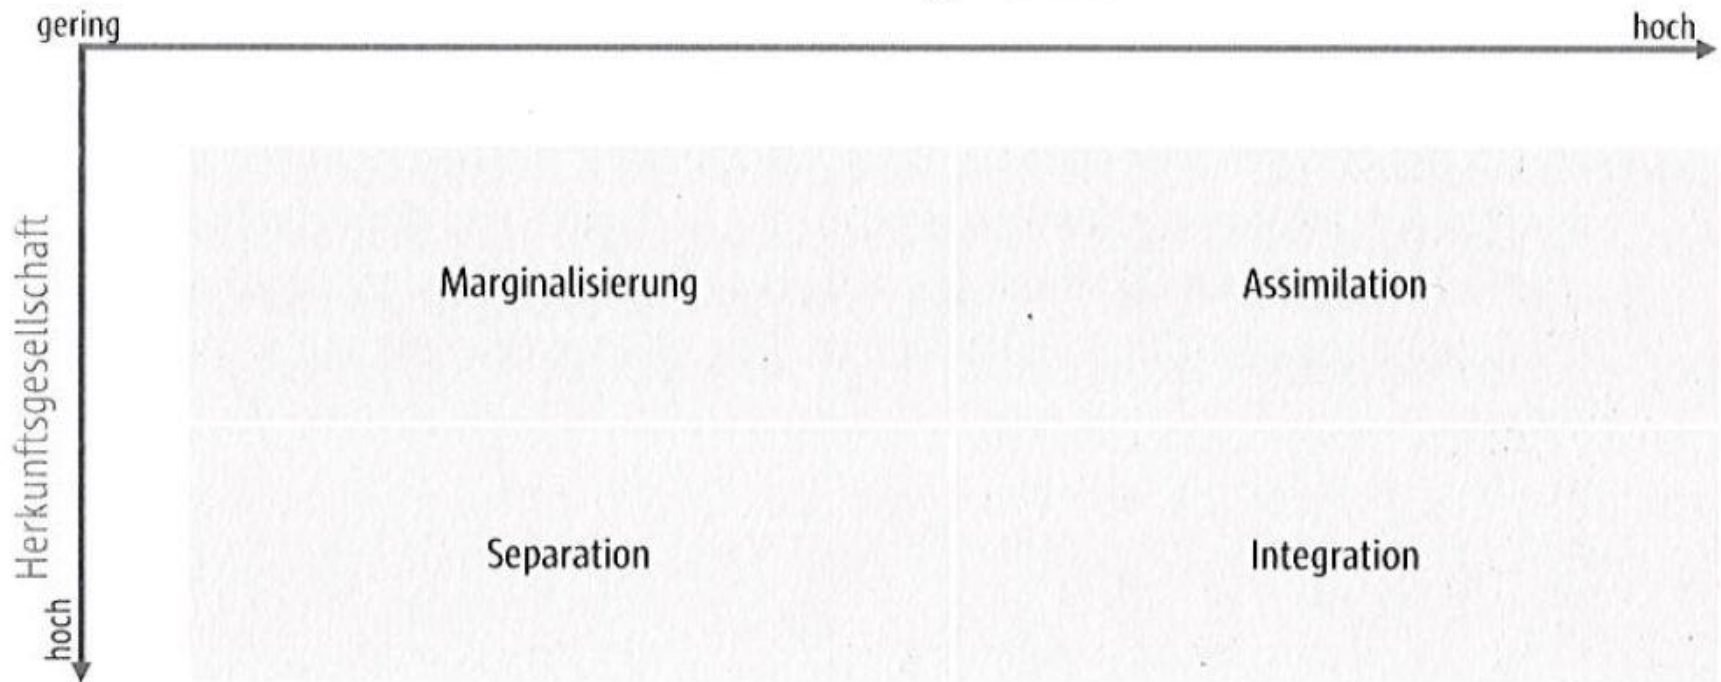 gering
hoch
Herkunftsgesellschaft
Marginalisierung
Assimilation
Separation
Integration
hoch